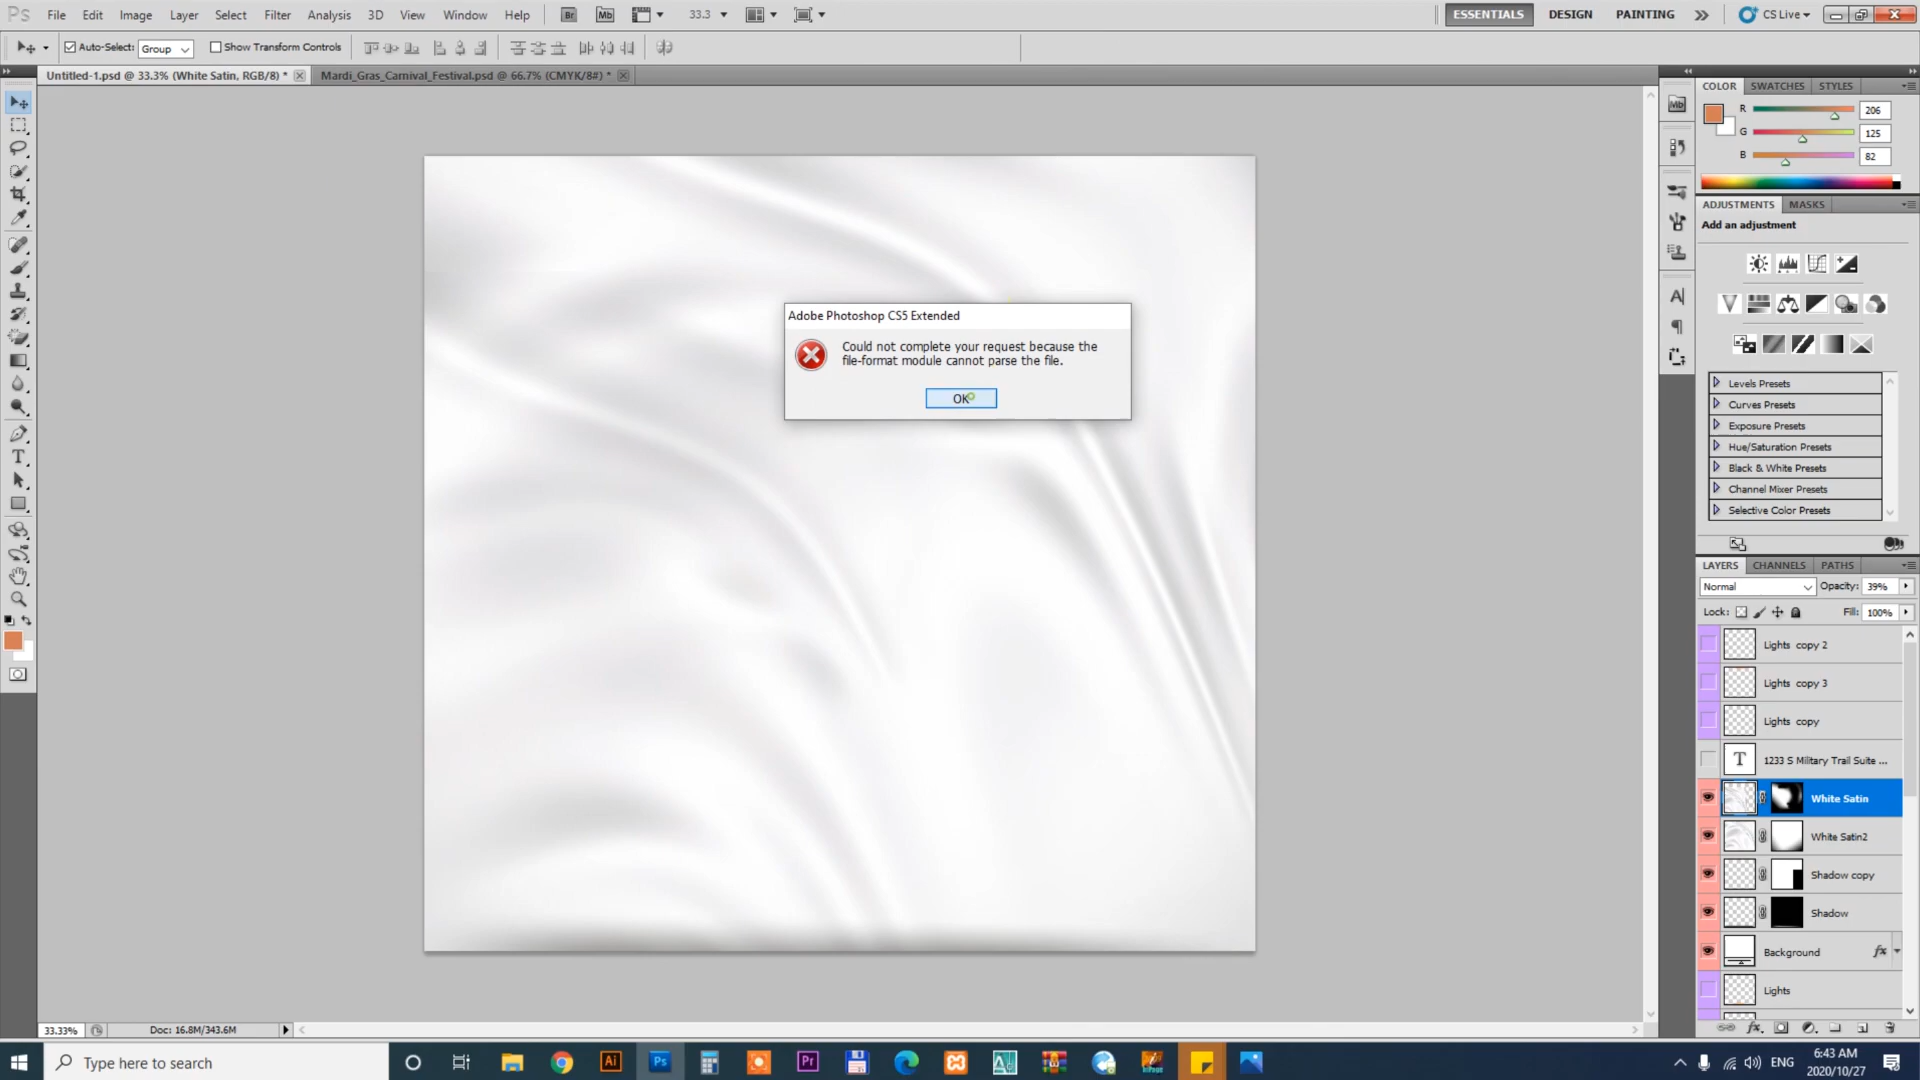 Ps File Edit Image Layer Select Filter Analysis 3D View Window Help Br Mb 33.3 ESSENTIALS DESIGN PAINTING CS Live
Auto-Select: Group Show Transform Controls
Untitled-1.psd @ 33.3% (White Satin, RGB/8) * Mardi_Gras_Carnival_Festival.psd @ 66.7% (CMYK/8#) *
COLOR SWATCHES STYLES
R 206
G 125
B 82
ADJUSTMENTS MASKS
Add an adjustment
Adobe Photoshop CS5 Extended
Could not complete your request because the
file-format module cannot parse the file.
OK
Levels Presets
Curves Presets
Exposure Presets
Hue/Saturation Presets
Black & White Presets
Channel Mixer Presets
Selective Color Presets
LAYERS CHANNELS PATHS
Normal Opacity: 39%
Lock: Fill: 100%
Lights copy 2
Lights copy 3
Lights copy
T 1233 S Military Trail Suite ...
White Satin
White Satin2
Shadow copy
Shadow
Background fx
Lights
33.33% Doc: 16.8M/343.6M
Type here to search Ai Ps Pr ENG 6:43 AM
2020/10/27